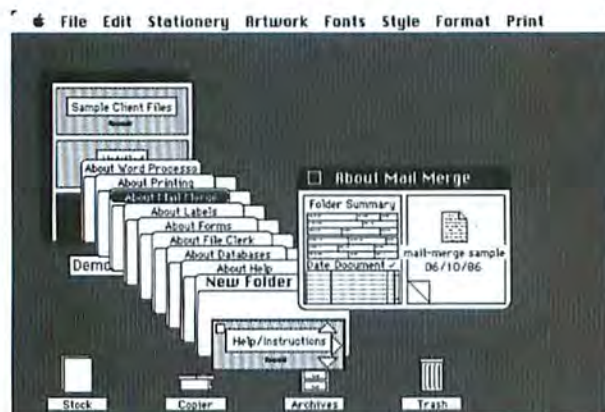 File Edit Stationery Artwork Fonts Style Format Print
Sample Client Files
About Word Processo
About Printing
About Mail Merge
About Labels
About Forms
About File Clerk
About Databases
About Help
New Folder
Help/Instructions
Demo
About Mail Merge
Folder Summary
Date Document ✓
mail-merge sample
06/10/86
Stock
Copier
Archives
Trash